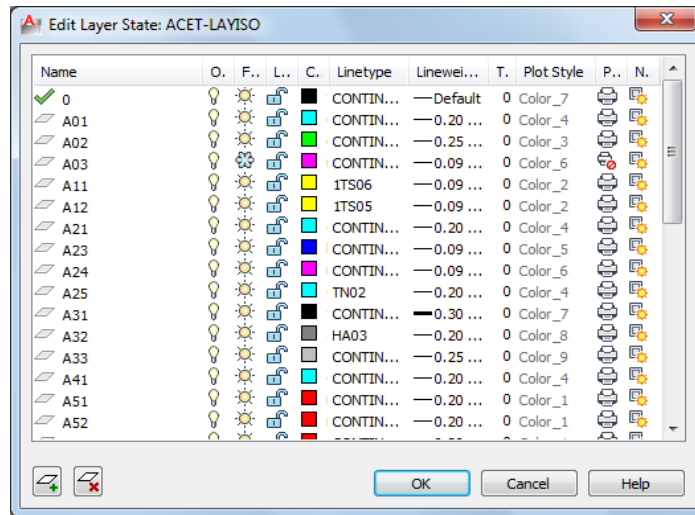 Edit Layer State: ACET-LAYISO
Name O. F... L... C. Linetype Linewei... T. Plot Style P... N.
0 CONTIN... Default 0 Color_7
A01 CONTIN... 0.20 ... 0 Color_4
A02 CONTIN... 0.25 ... 0 Color_3
A03 CONTIN... 0.09 ... 0 Color_6
A11 1TS06 0.09 ... 0 Color_2
A12 1TS05 0.09 ... 0 Color_2
A21 CONTIN... 0.20 ... 0 Color_4
A23 CONTIN... 0.09 ... 0 Color_5
A24 CONTIN... 0.09 ... 0 Color_6
A25 TN02 0.20 ... 0 Color_4
A31 CONTIN... 0.30 ... 0 Color_7
A32 HA03 0.20 ... 0 Color_8
A33 CONTIN... 0.25 ... 0 Color_9
A41 CONTIN... 0.20 ... 0 Color_4
A51 CONTIN... 0.20 ... 0 Color_1
A52 CONTIN... 0.20 ... 0 Color_1
OK Cancel Help